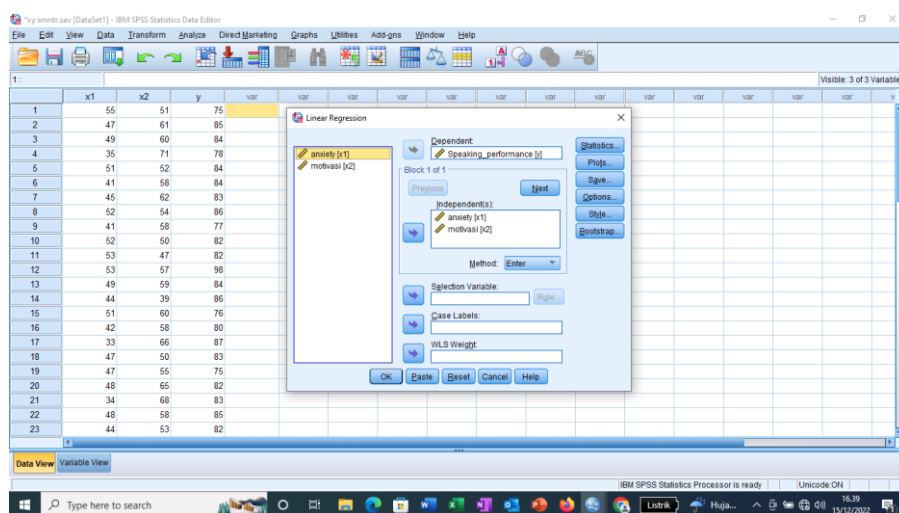 *xy smntr.sav [DataSet1] - IBM SPSS Statistics Data Editor
File Edit View Data Transform Analyze Direct Marketing Graphs Utilities Add-ons Window Help
1 :
Visible: 3 of 3 Variable
x1 x2 y var var var var var var var var var var var v
1 55 51 75
2 47 61 85
3 49 60 84
4 35 71 78
5 51 52 84
6 41 58 84
7 45 62 83
8 52 54 86
9 41 58 77
10 52 50 82
11 53 47 82
12 53 57 98
13 49 59 84
14 44 39 86
15 51 60 76
16 42 58 80
17 33 66 87
18 47 50 83
19 47 55 75
20 48 65 82
21 34 68 83
22 48 58 85
23 44 53 82
Linear Regression
anxiety [x1]
motivasi [x2]
Dependent:
Speaking_performance [y]
Block 1 of 1
Previous Next
Independent(s):
anxiety [x1]
motivasi [x2]
Method: Enter
Selection Variable:
Rule...
Case Labels:
WLS Weight:
Statistics...
Plots...
Save...
Options...
Style...
Bootstrap...
OK Paste Reset Cancel Help
Data View Variable View
IBM SPSS Statistics Processor is ready Unicode:ON
Type here to search
Listrik
Huja...
16.39
15/12/2022